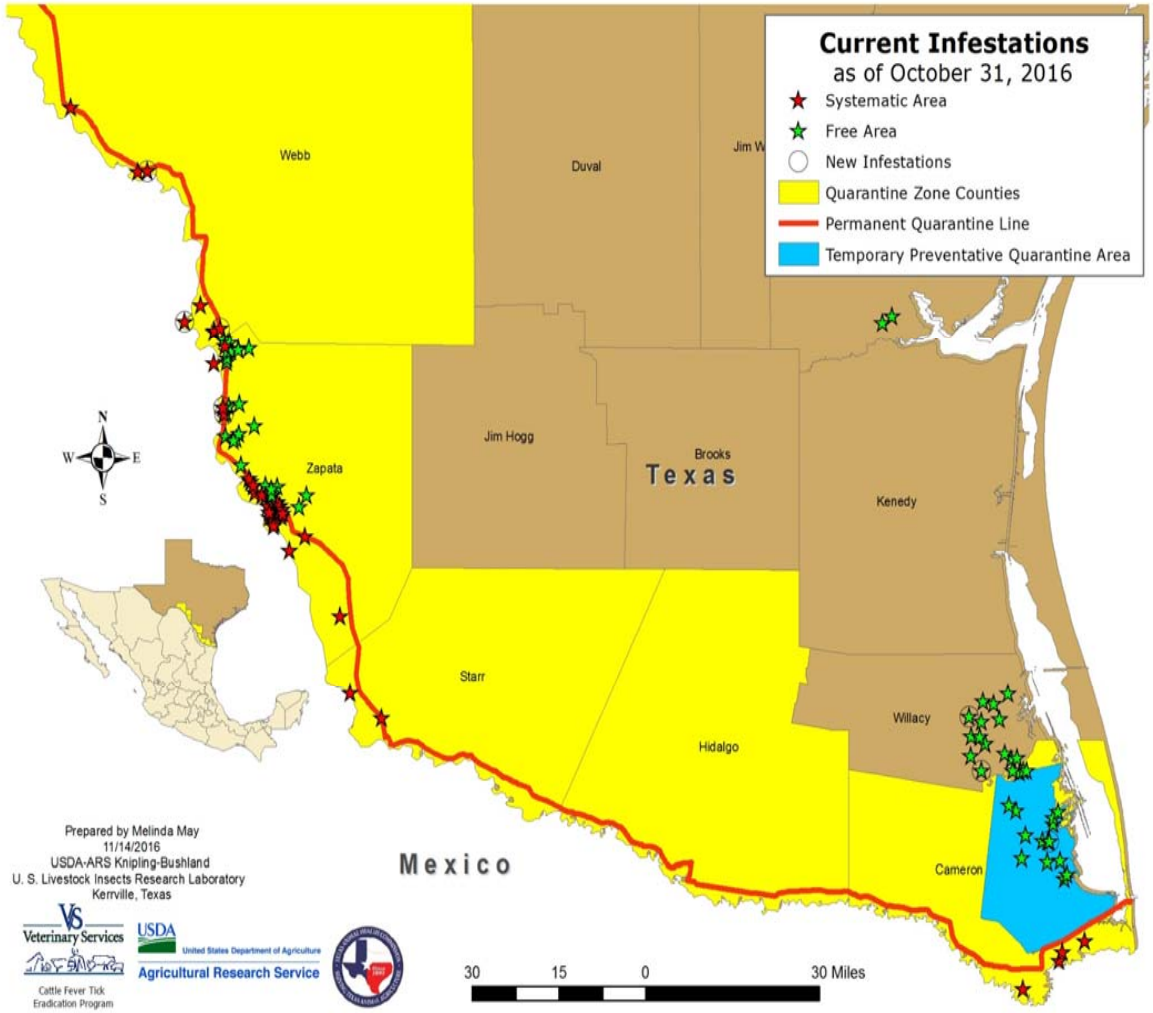 Current Infestations
as of October 31, 2016
Systematic Area
Free Area
New Infestations
Quarantine Zone Counties
Permanent Quarantine Line
Temporary Preventative Quarantine Area
Webb
Duval
Jim W
N
W E
S
Jim Hogg
Brooks
Texas
Zapata
Kenedy
Starr
Willacy
Hidalgo
Cameron
Mexico
Prepared by Melinda May
11/14/2016
USDA-ARS Knipling-Bushland
U. S. Livestock Insects Research Laboratory
Kerrville, Texas
VS
Veterinary Services
Cattle Fever Tick
Eradication Program
USDA
United States Department of Agriculture
Agricultural Research Service
30 15 0 30 Miles